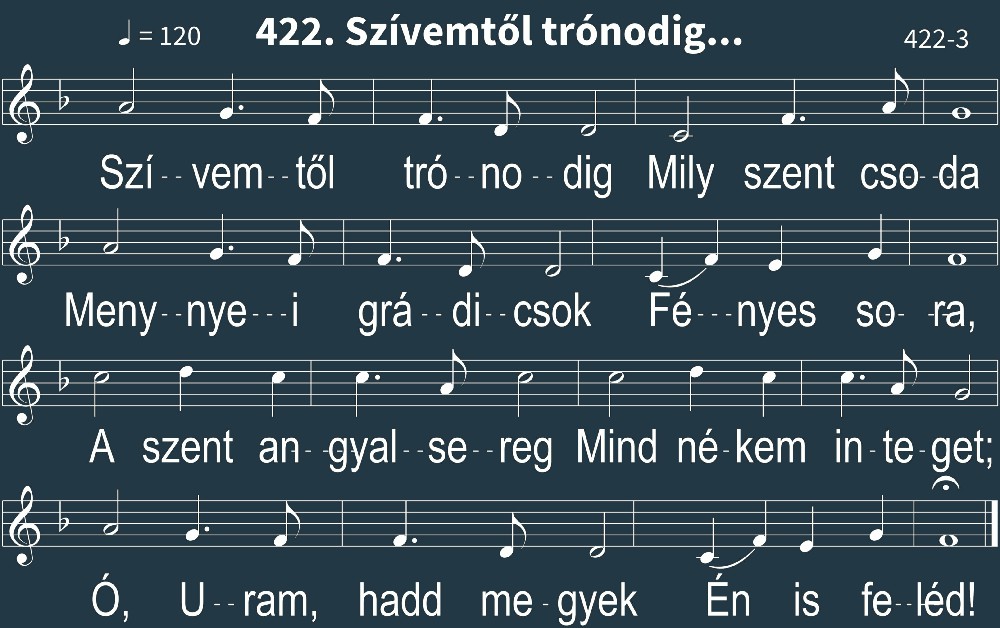 ♩ = 120 422. Szívemtől trónodig... 422-3
Szí - - vem - - től tró - - no - - dig Mily szent cso - - da
Meny - - nye - - - i grá - - di - - csok Fé - - - nyes so - - ra,
A szent an - - gyal - - se - - reg Mind né - kem in - te - get;
Ó, U - - ram, hadd me - gyek Én is fe - - léd!